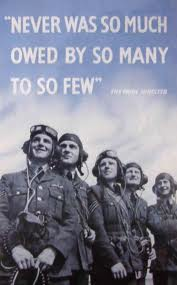 "NEVER WAS SO MUCH
OWED BY SO MANY
TO SO FEW"
THE PRIME MINISTER